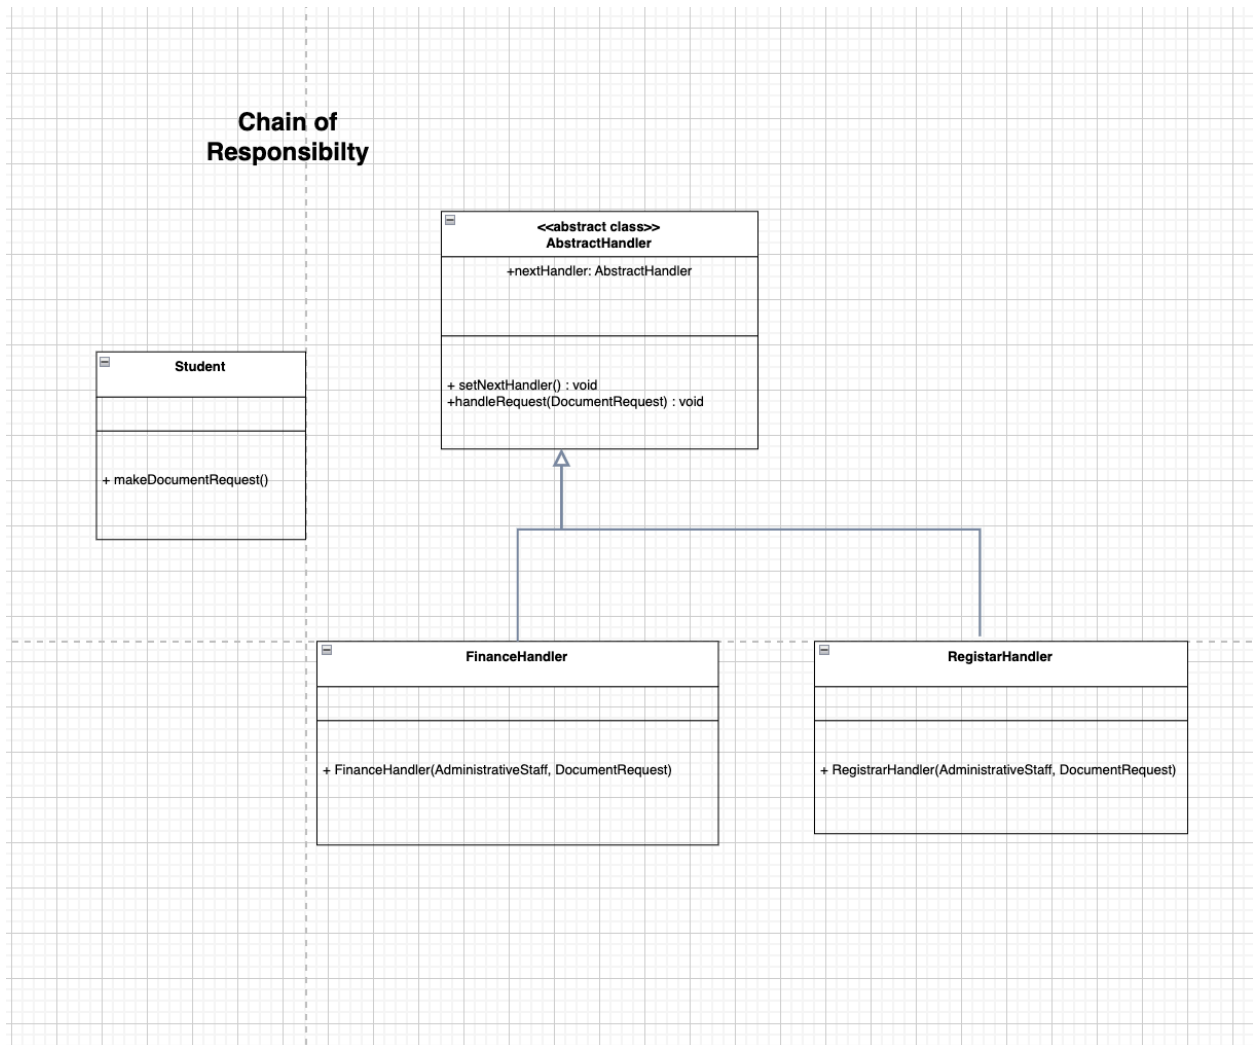 Chain of
Responsibilty
<<abstract class>>
AbstractHandler
+nextHandler: AbstractHandler
+ setNextHandler() : void
+handleRequest(DocumentRequest) : void
Student
+ makeDocumentRequest()
FinanceHandler
+ FinanceHandler(AdministrativeStaff, DocumentRequest)
RegistarHandler
+ RegistrarHandler(AdministrativeStaff, DocumentRequest)